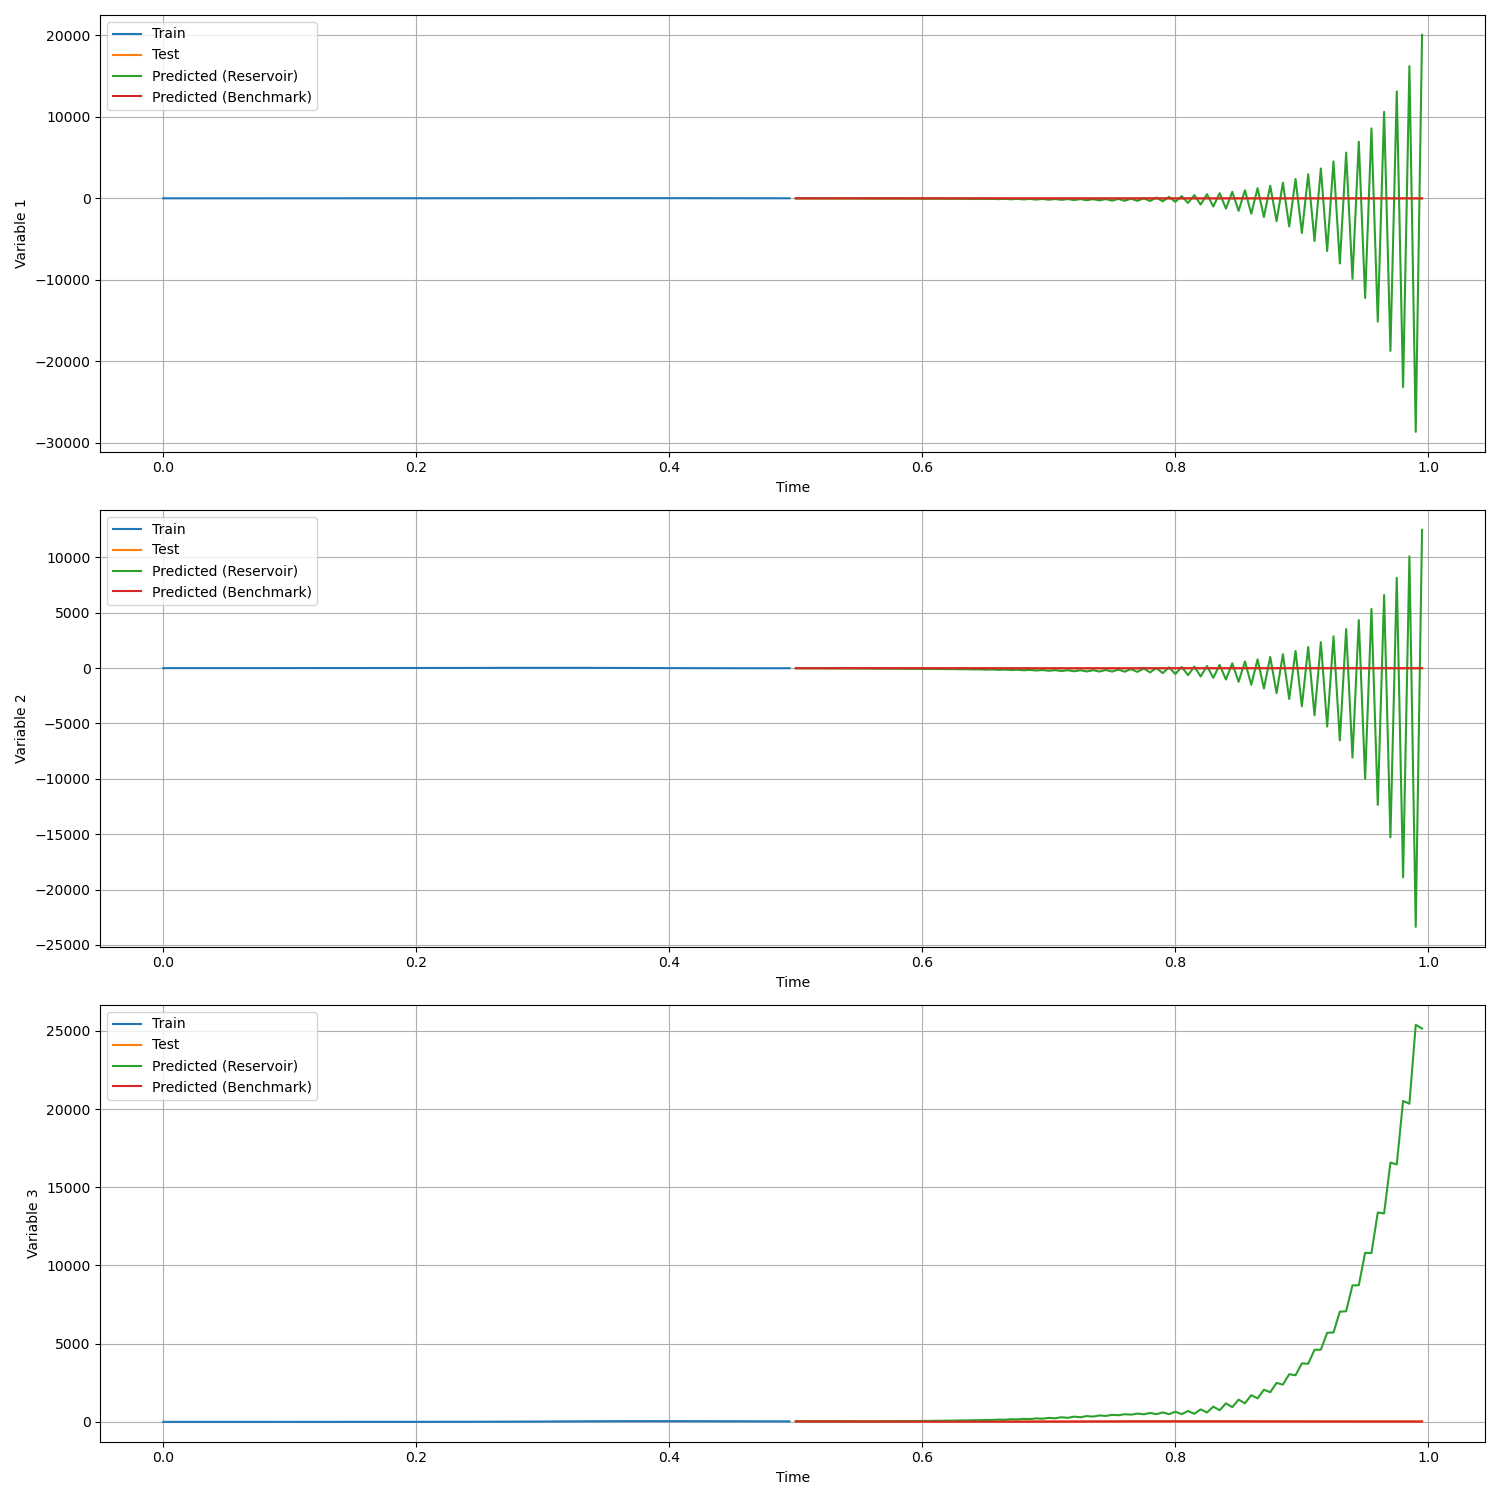 Train
Test
Predicted (Reservoir)
Predicted (Benchmark)
20000
10000
0
−10000
−20000
−30000
Variable 1
0.0 0.2 0.4 0.6 0.8 1.0
Time
Train
Test
Predicted (Reservoir)
Predicted (Benchmark)
10000
5000
0
−5000
−10000
−15000
−20000
−25000
Variable 2
0.0 0.2 0.4 0.6 0.8 1.0
Time
Train
Test
Predicted (Reservoir)
Predicted (Benchmark)
25000
20000
15000
10000
5000
0
Variable 3
0.0 0.2 0.4 0.6 0.8 1.0
Time